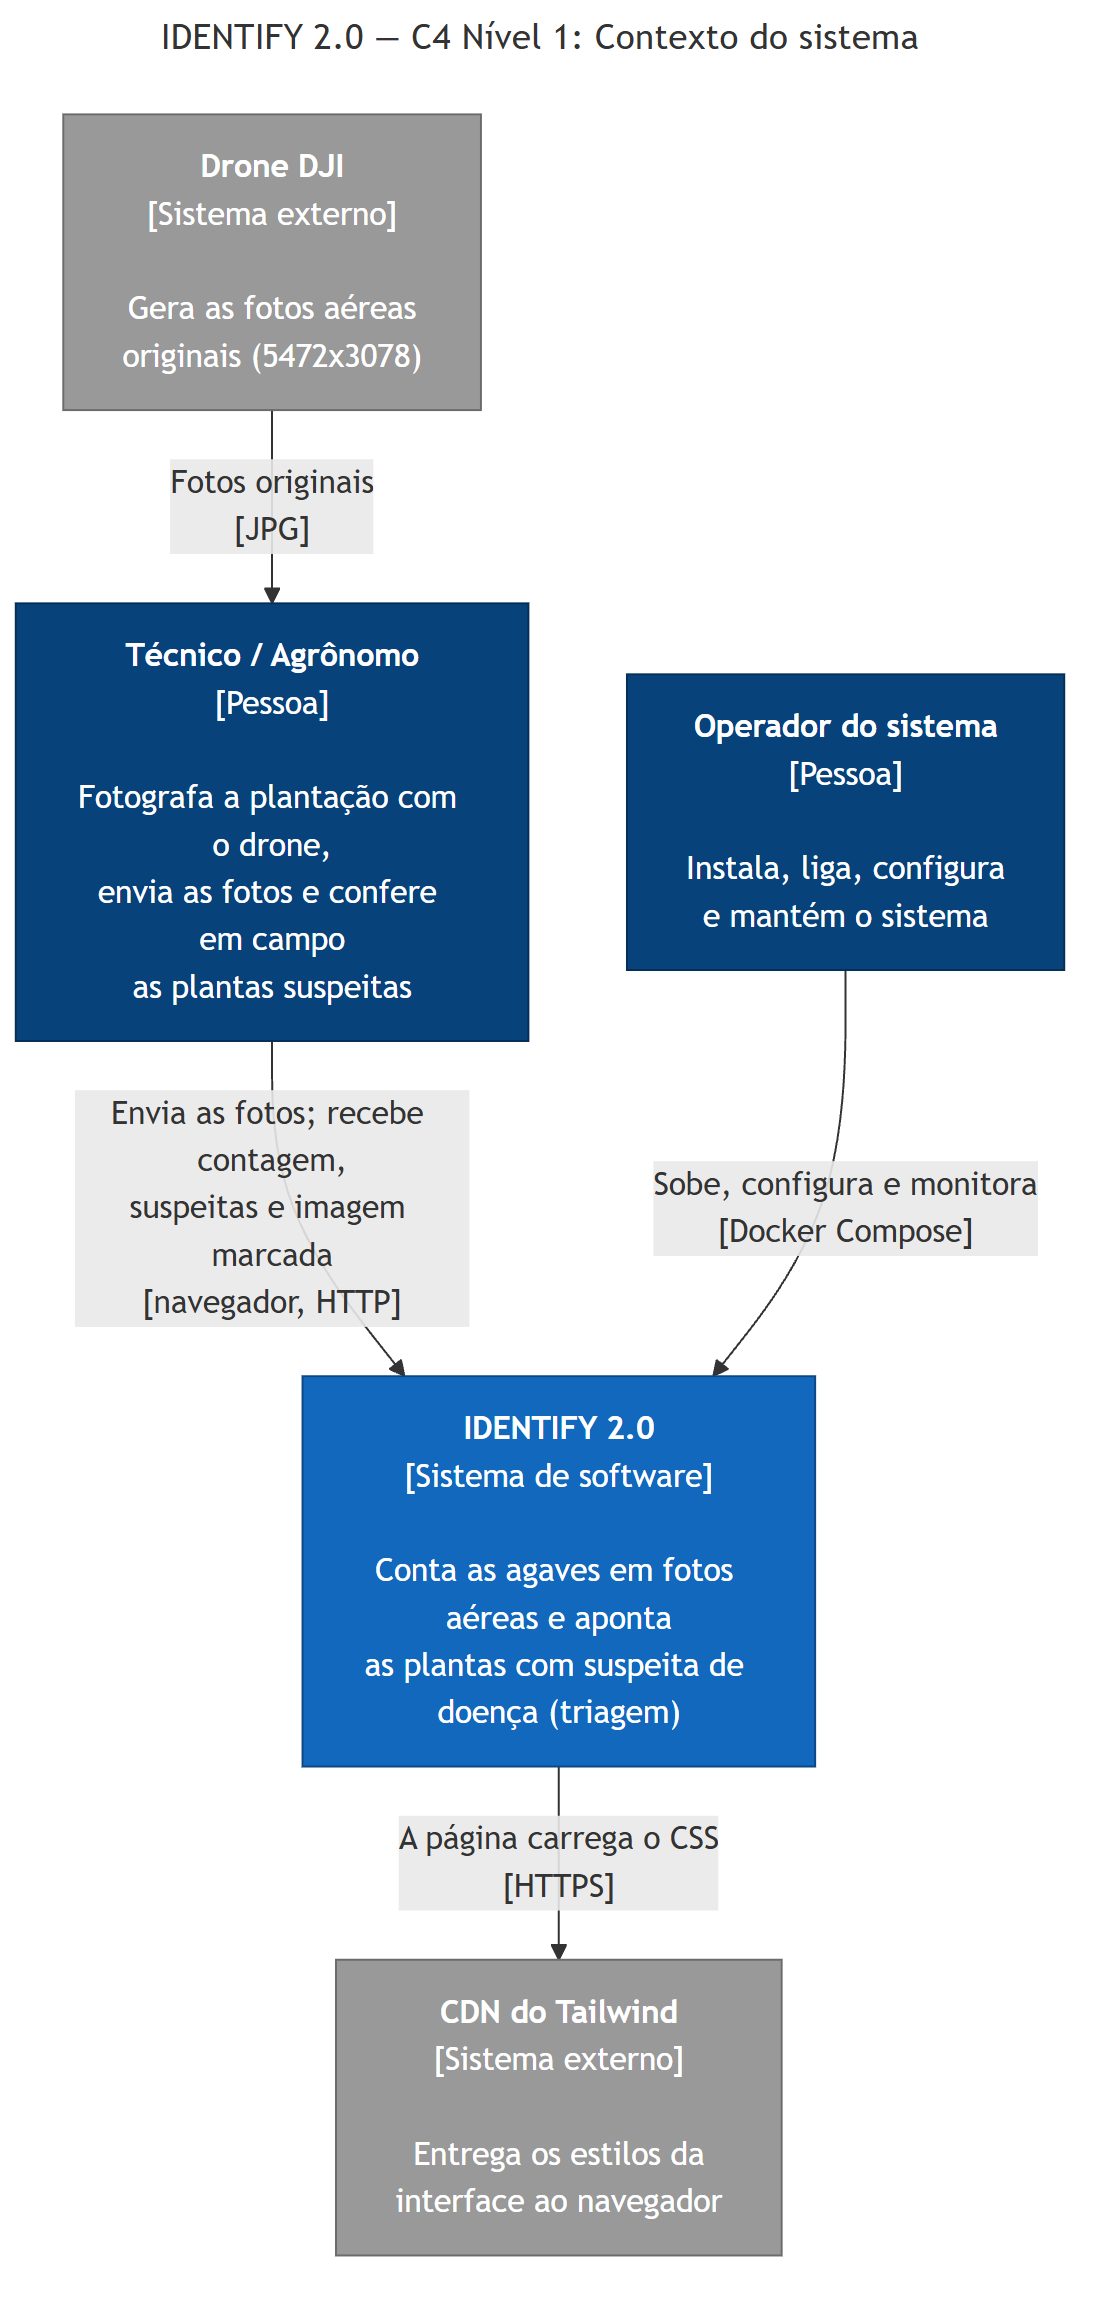 IDENTIFY 2.0 — C4 Nível 1: Contexto do sistema
Drone DJI
[Sistema externo]
Gera as fotos aéreas
originais (5472x3078)
Fotos originais
[JPG]
Técnico / Agrônomo
[Pessoa]
Fotografa a plantação com
o drone,
envia as fotos e confere
em campo
as plantas suspeitas
Operador do sistema
[Pessoa]
Instala, liga, configura
e mantém o sistema
Envia as fotos; recebe
contagem,
suspeitas e imagem
marcada
[navegador, HTTP]
Sobe, configura e monitora
[Docker Compose]
IDENTIFY 2.0
[Sistema de software]
Conta as agaves em fotos
aéreas e aponta
as plantas com suspeita de
doença (triagem)
A página carrega o CSS
[HTTPS]
CDN do Tailwind
[Sistema externo]
Entrega os estilos da
interface ao navegador